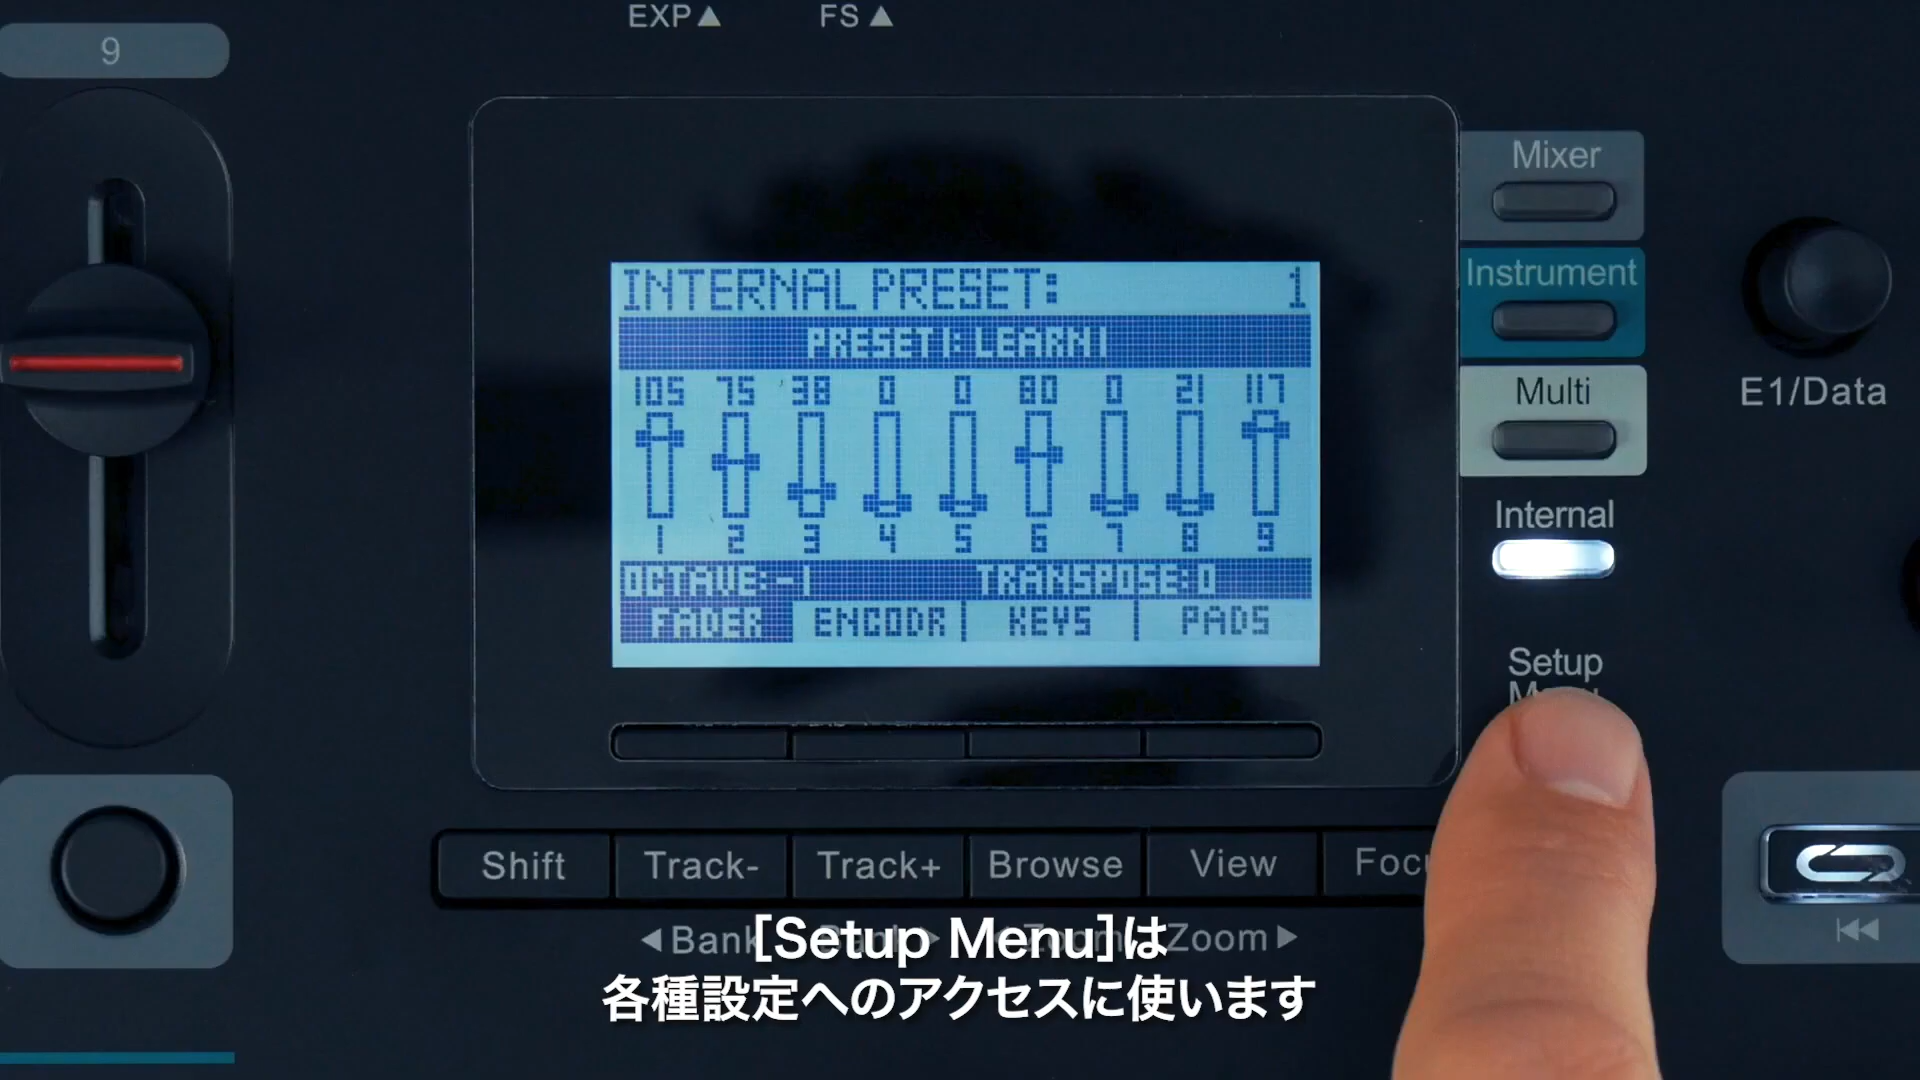 EXP▲ FS▲
9
Mixer
INTERNAL PRESET: 1
Instrument
PRESET1: LEARN1
105 75 38 0 0 80 0 21 117
Multi
E1/Data
Internal
1 2 3 4 5 6 7 8 9
OCTAVE:-1 TRANSPOSE:0
FADER ENCODR KEYS PADS
Setup
Shift Track- Track+ Browse View
◀Bank Zoom▶
[Setup Menu]は
各種設定へのアクセスに使います